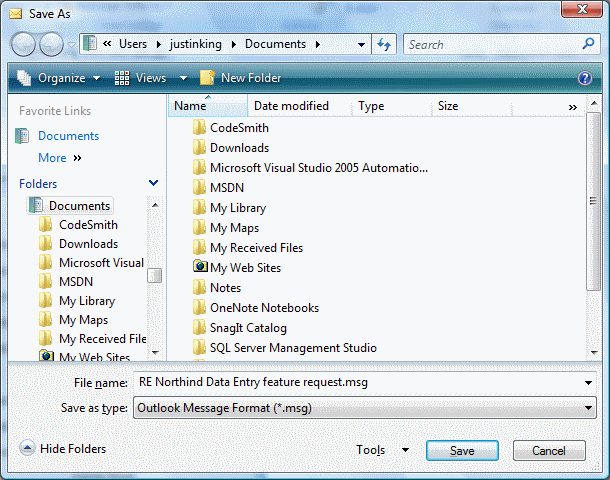 Save As
« Users ▸ justinking ▸ Documents ▸
Search
Organize Views New Folder
Favorite Links
Documents
More »
Folders
Documents
CodeSmith
Downloads
Microsoft Visual
MSDN
My Library
My Maps
My Received File
My Web Sites
Name Date modified Type Size »
CodeSmith
Downloads
Microsoft Visual Studio 2005 Automatio...
MSDN
My Library
My Maps
My Received Files
My Web Sites
Notes
OneNote Notebooks
SnagIt Catalog
SQL Server Management Studio
File name: RE Northind Data Entry feature request.msg
Save as type: Outlook Message Format (*.msg)
Hide Folders Tools Save Cancel